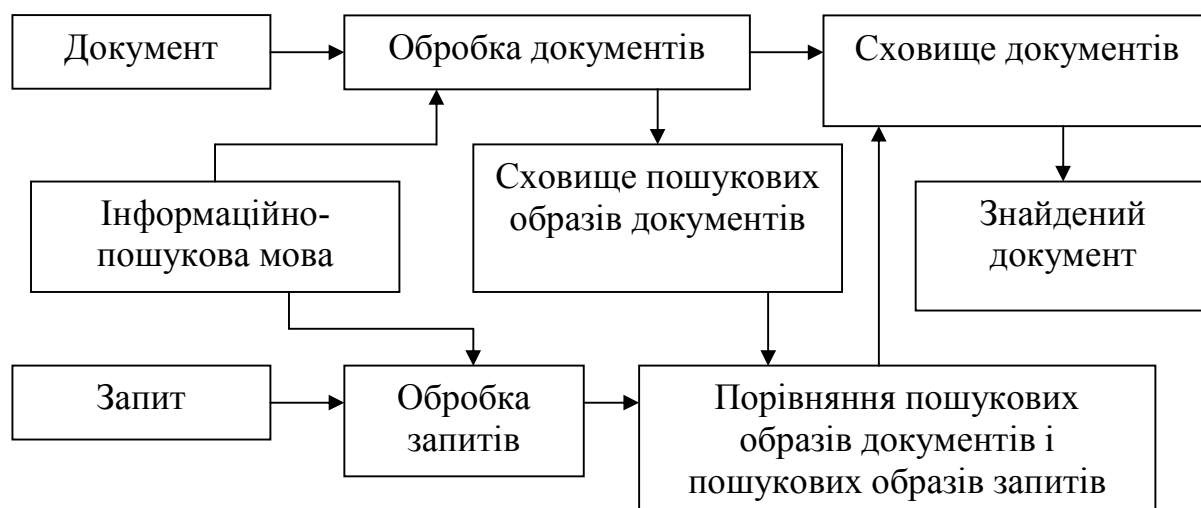 Документ
Обробка документів
Сховище документів
Інформаційно-
пошукова мова
Сховище пошукових
образів документів
Знайдений
документ
Запит
Обробка
запитів
Порівняння пошукових
образів документів і
пошукових образів запитів